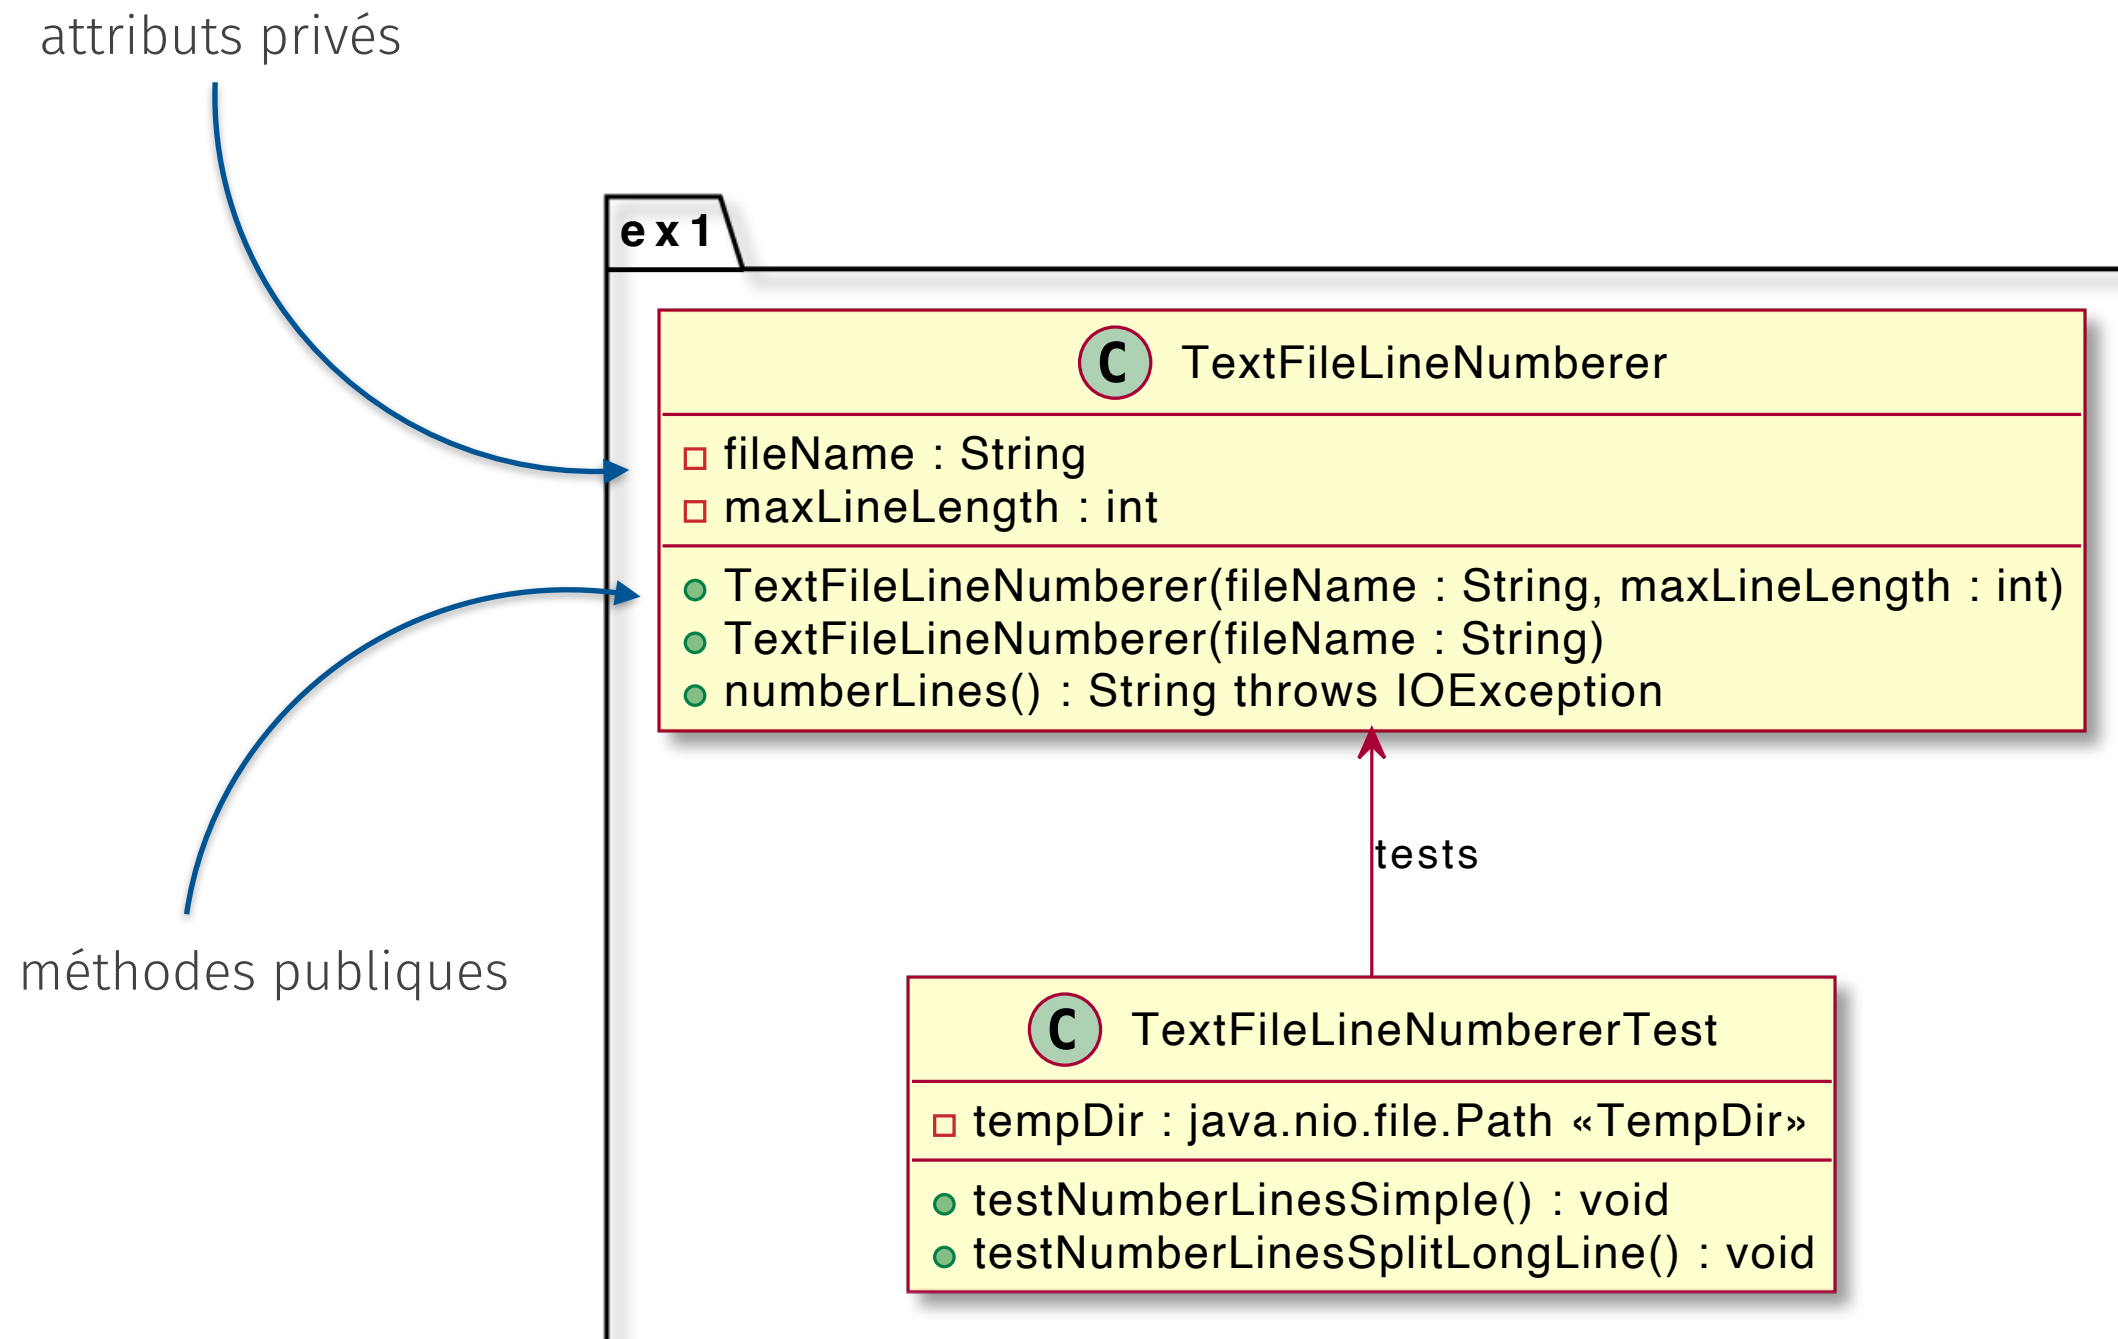 attributs privés
ex1
C TextFileLineNumberer
fileName : String
maxLineLength : int
TextFileLineNumberer(fileName : String, maxLineLength : int)
TextFileLineNumberer(fileName : String)
numberLines() : String throws IOException
tests
méthodes publiques
C TextFileLineNumbererTest
tempDir : java.nio.file.Path «TempDir»
testNumberLinesSimple() : void
testNumberLinesSplitLongLine() : void